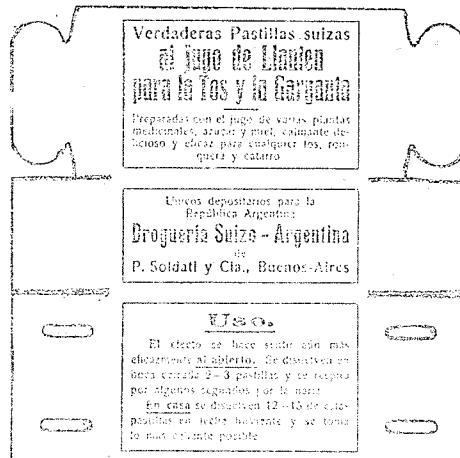 Verdaderas Pastillas suizas
al jugo de Llantén
para la Tos y la Garganta
Preparadas con el jugo de varias plantas
medicinales, azúcar y miel, calmante de-
licioso y eficaz para cualquier tos, ron-
quera y catarro
Unicos depositarios para la
República Argentina
Drogueria Suizo - Argentina
de
P. Soldati y Cia., Buenos-Aires
Uso.
El efecto se hace sentir aún más
eficazmente al abierto. Se disuelven en
boca cerrada 2-3 pastillas y se respira
por algunos segundos por la nariz
En casa se disuelven 12-15 de estas
pastillas en leche hirviente y se toma
lo más caliente posible